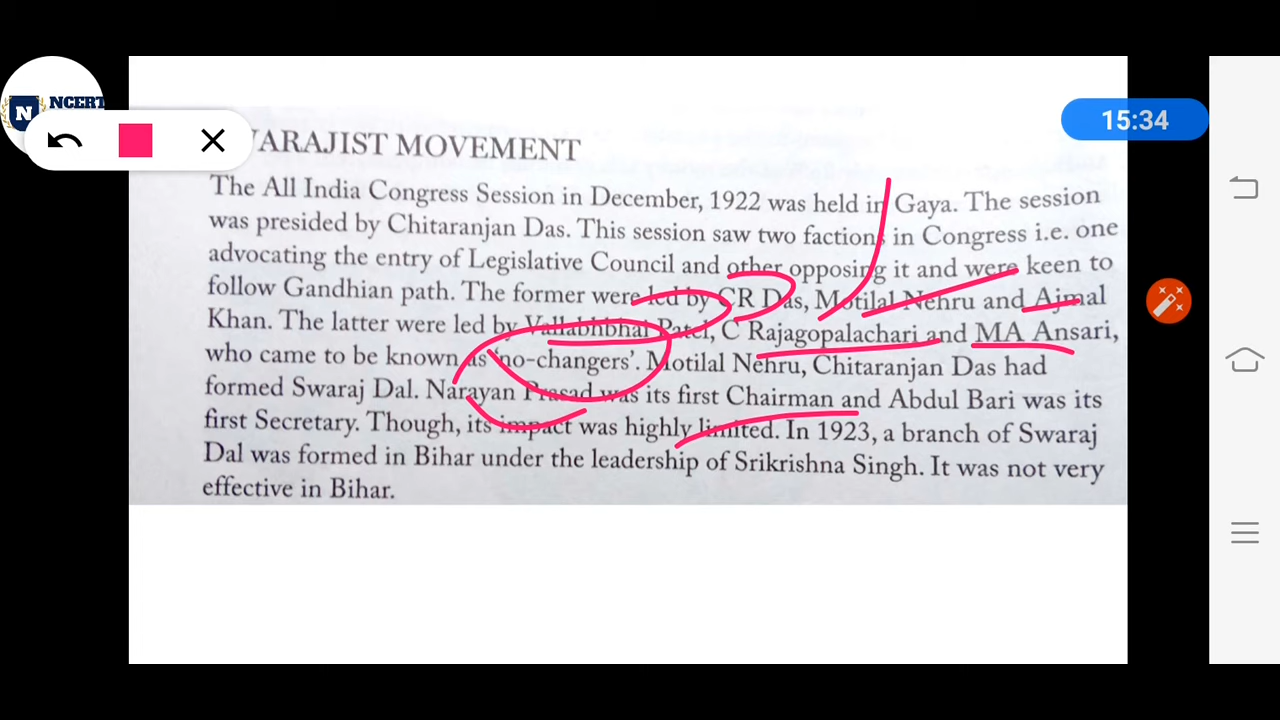 NCERT
N
15:34
WARAJIST MOVEMENT
The All India Congress Session in December, 1922 was held in Gaya. The session
was presided by Chitaranjan Das. This session saw two factions in Congress i.e. one
advocating the entry of Legislative Council and other opposing it and were keen to
follow Gandhian path. The former were led by CR Das, Motilal Nehru and Ajmal
Khan. The latter were led by Vallabhbhai Patel, C Rajagopalachari and MA Ansari,
who came to be known as 'no-changers'. Motilal Nehru, Chitaranjan Das had
formed Swaraj Dal. Narayan Prasad was its first Chairman and Abdul Bari was its
first Secretary. Though, its impact was highly limited. In 1923, a branch of Swaraj
Dal was formed in Bihar under the leadership of Srikrishna Singh. It was not very
effective in Bihar.